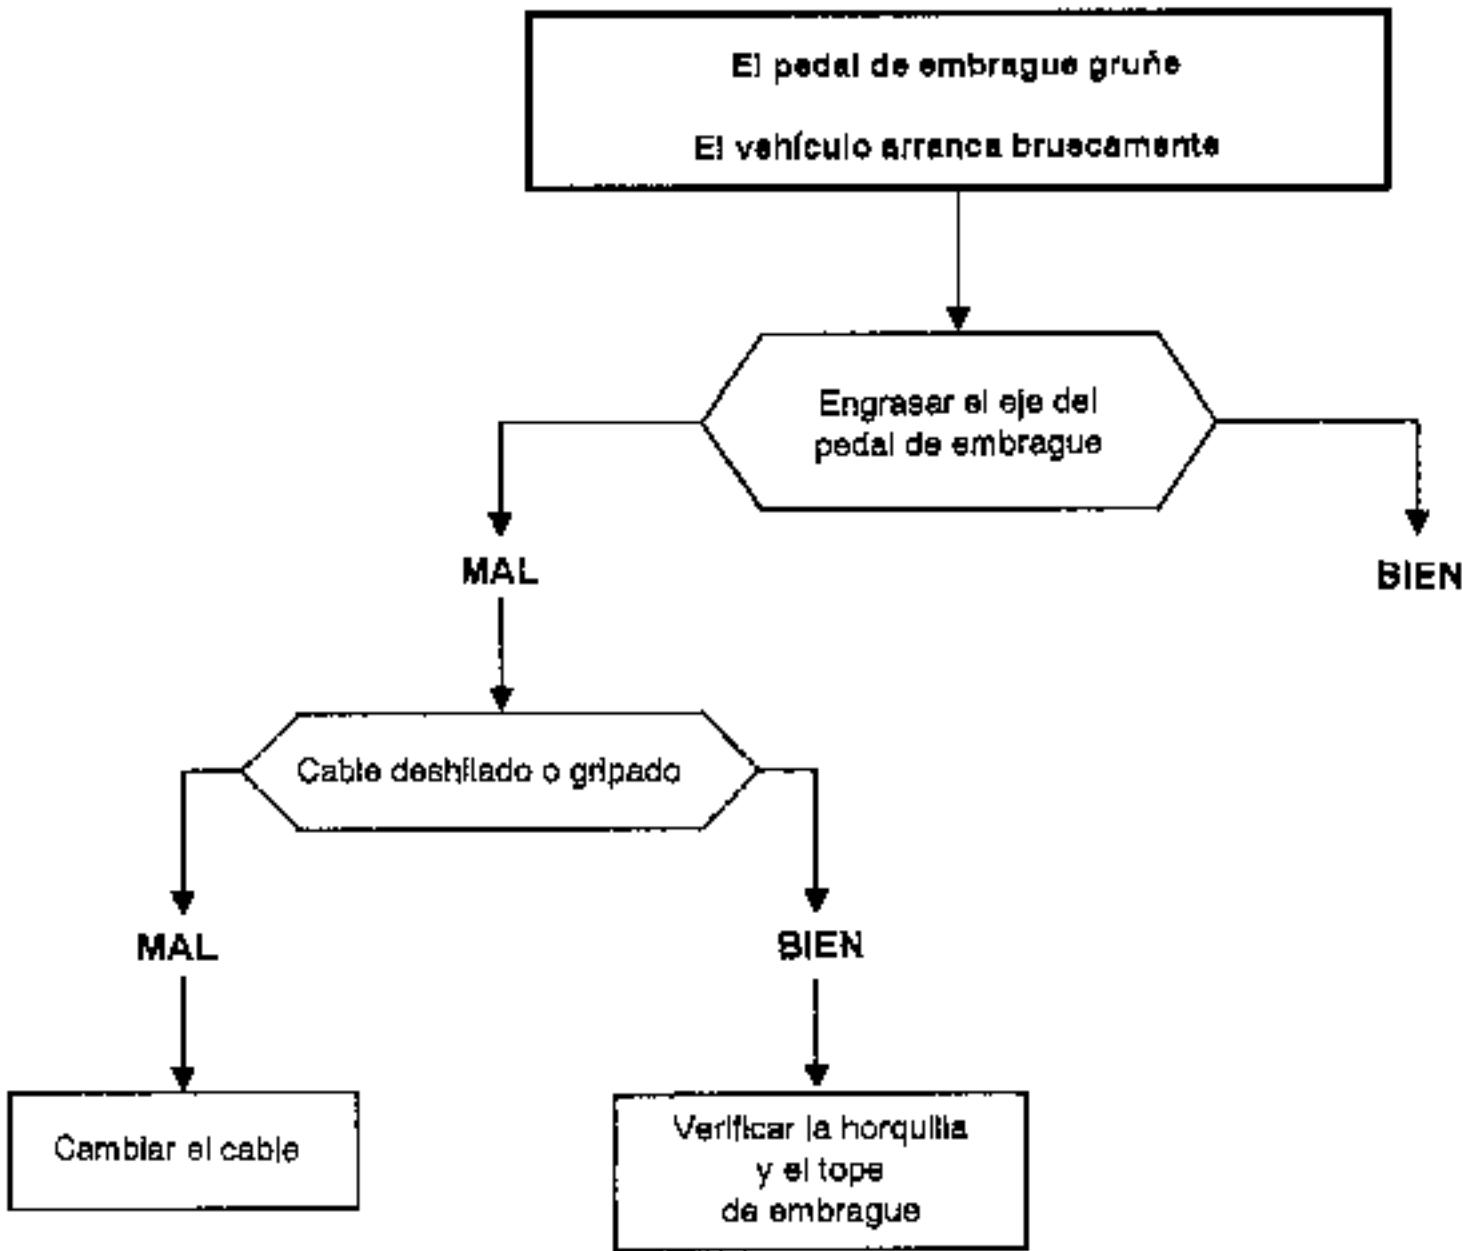 El pedal de embrague gruñe
El vehículo arranca bruscamente
Engrasar el eje del
pedal de embrague
MAL
BIEN
Cable deshilado o gripado
MAL
BIEN
Cambiar el cable
Verificar la horquilla
y el tope
de embrague